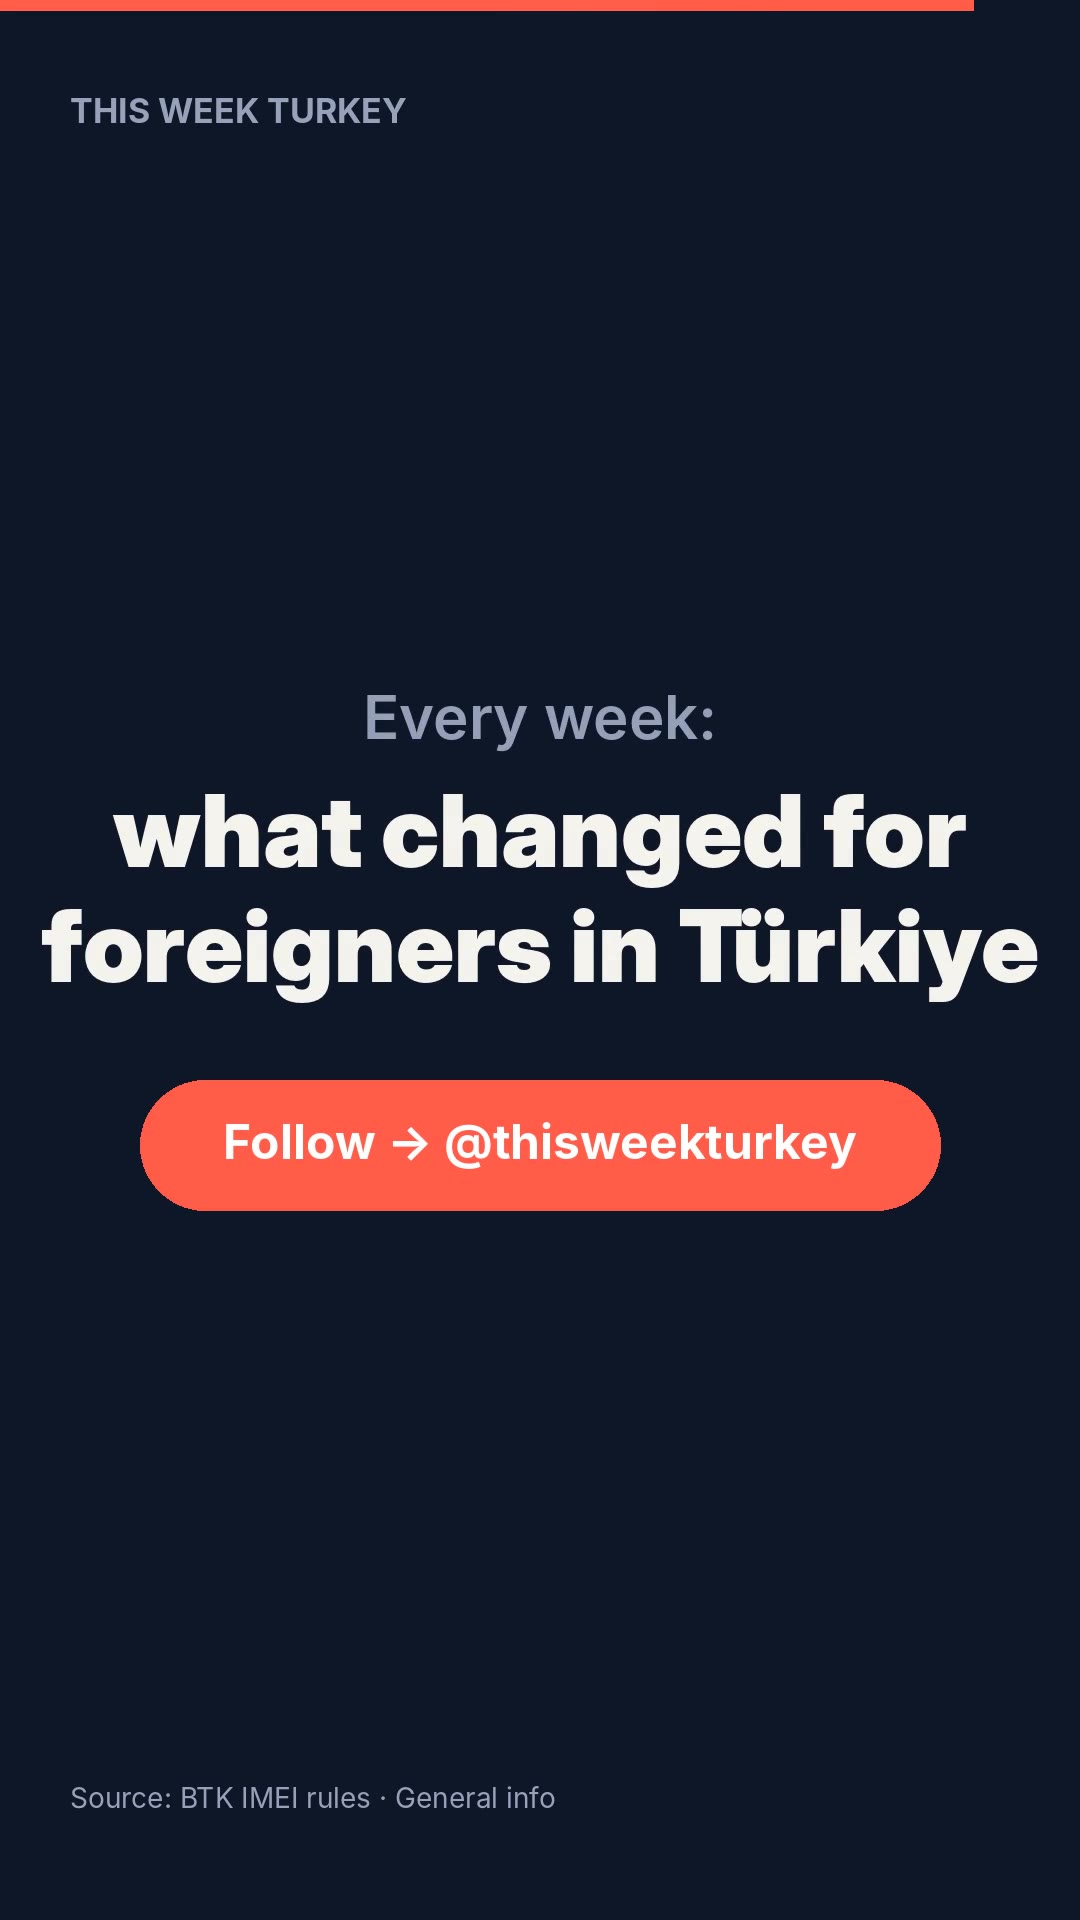 THIS WEEK TURKEY
Every week:
what changed for
foreigners in Türkiye
Follow → @thisweekturkey
Source: BTK IMEI rules · General info